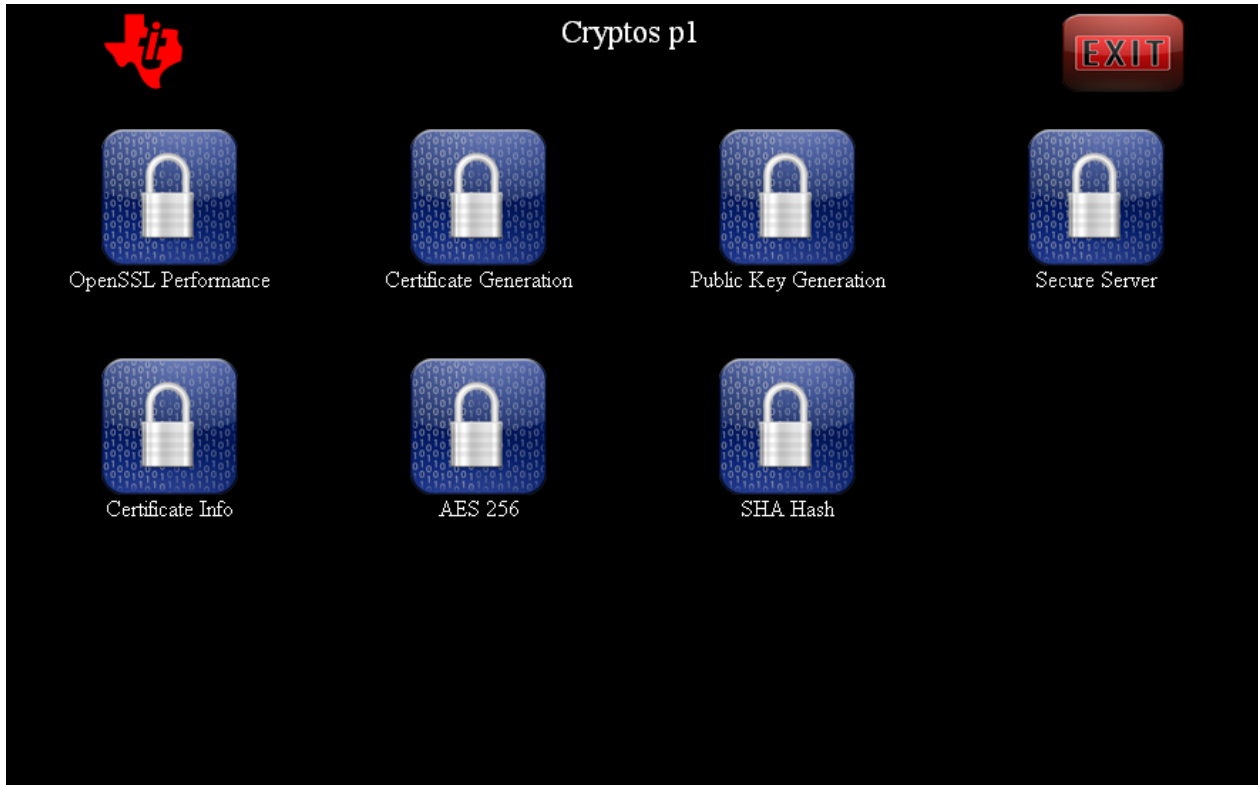 Cryptos p1
EXIT
OpenSSL Performance
Certificate Generation
Public Key Generation
Secure Server
Certificate Info
AES 256
SHA Hash